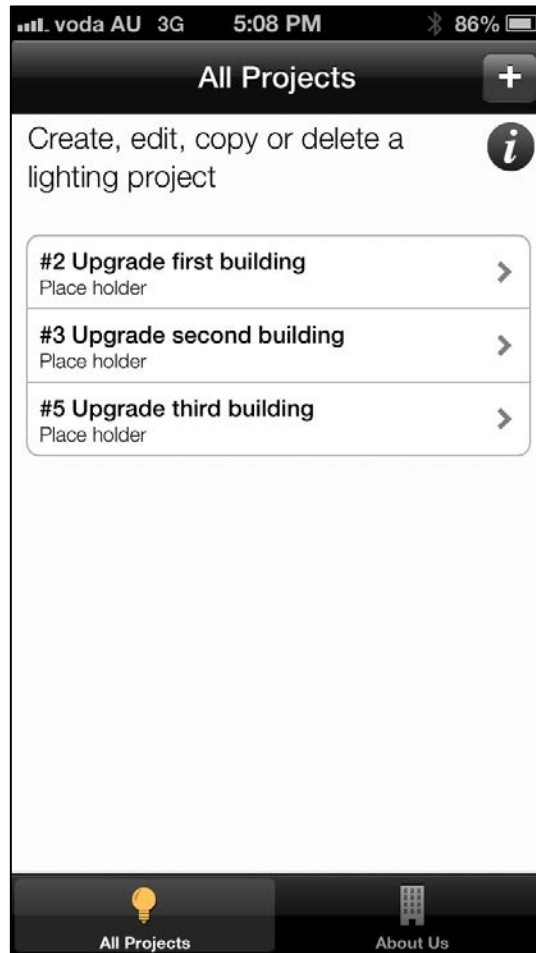 voda AU 3G 5:08 PM 86%
All Projects +
Create, edit, copy or delete a
lighting project
i
#2 Upgrade first building
Place holder
#3 Upgrade second building
Place holder
#5 Upgrade third building
Place holder
All Projects About Us